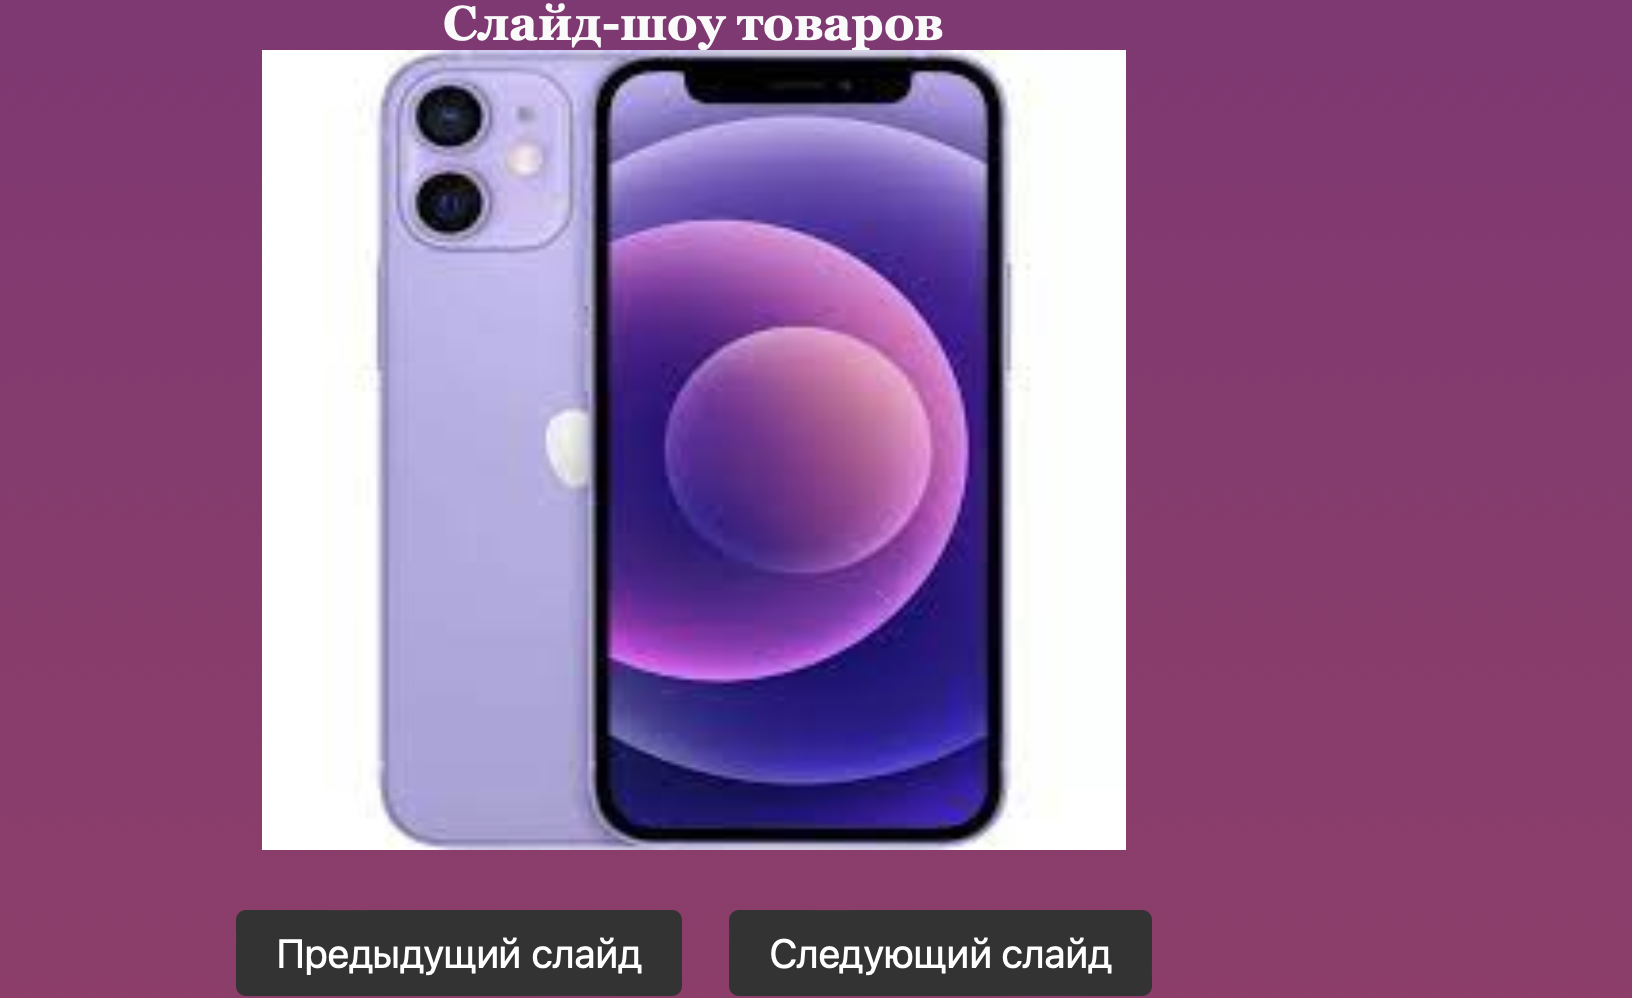 Слайд-шоу товаров
Предыдущий слайд
Следующий слайд